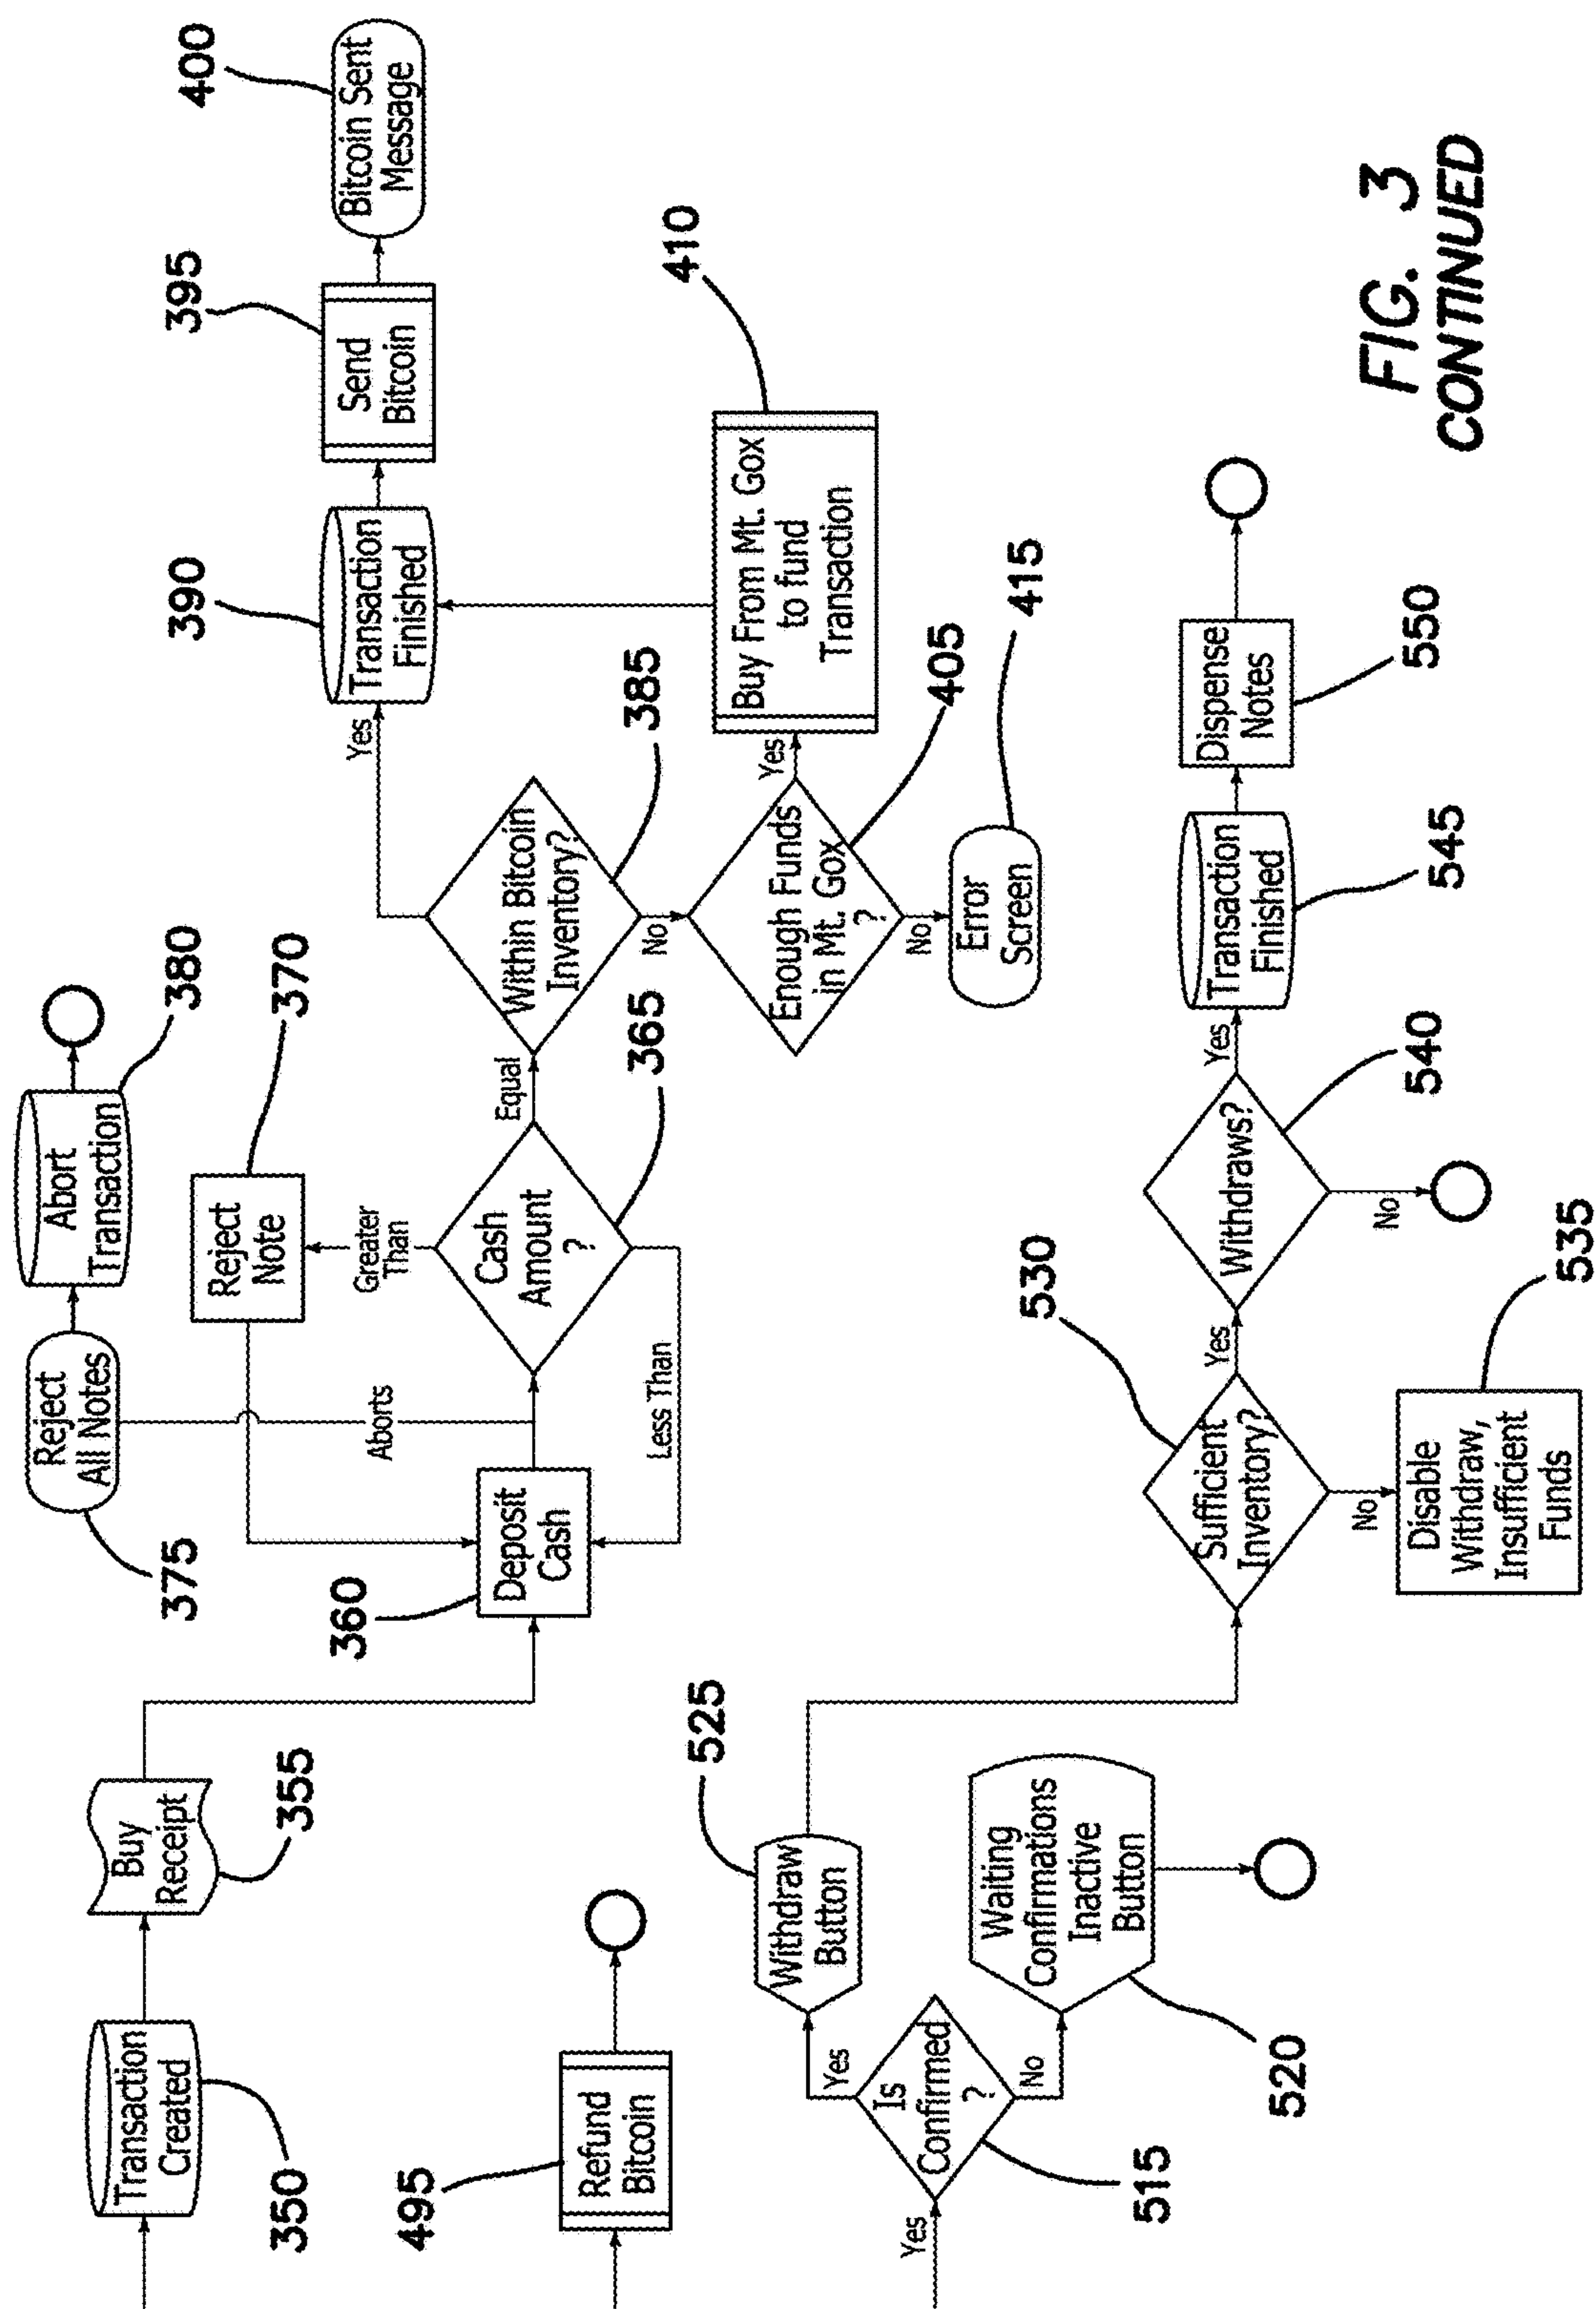 Transaction
Created
350
Buy
Receipt
355
Deposit
Cash
360
Reject
All Notes
375
Aborts
Abort
Transaction
380
Reject
Note
370
Greater
Than
Cash
Amount
?
365
Less Than
Equal
Within Bitcoin
Inventory?
385
Yes
No
Transaction
Finished
390
Send
Bitcoin
395
Bitcoin Sent
Message
400
Enough Funds
in Mt. Gox
?
405
Yes
No
Buy From Mt. Gox
to fund
Transaction
410
Error
Screen
415
Refund
Bitcoin
495
Yes
Is
Confirmed
?
515
Yes
No
Withdraw
Button
525
Waiting
Confirmations
Inactive
Button
520
Sufficient
Inventory?
530
Yes
No
Disable
Withdraw,
Insufficient
Funds
535
Withdraws?
540
Yes
No
Transaction
Finished
545
Dispense
Notes
550
FIG. 3
CONTINUED